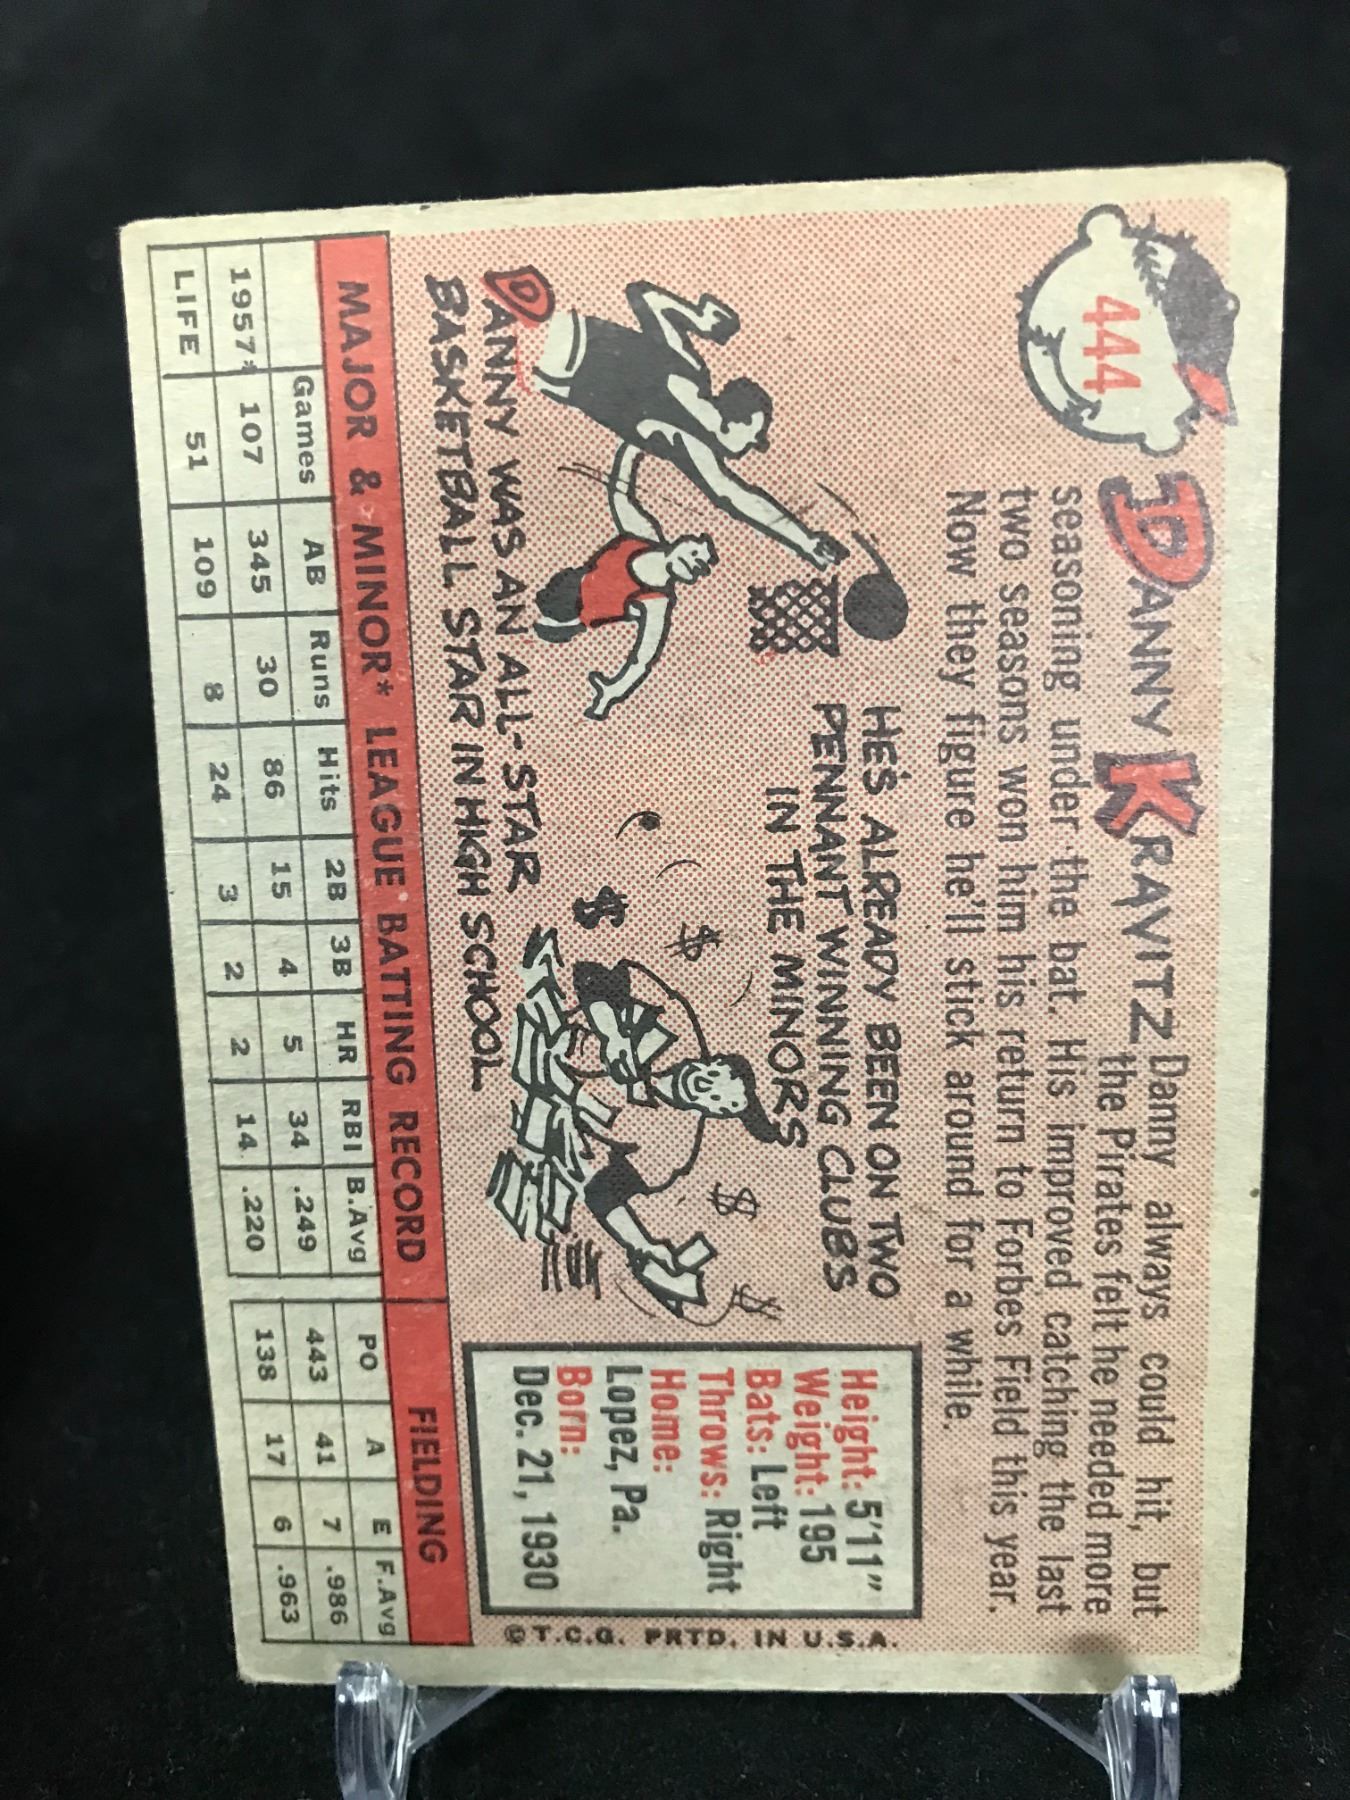 444
DANNY KRAVITZ
Danny always could hit, but
the Pirates felt he needed more
seasoning under the bat. His improved catching the last
two seasons won him his return to Forbes Field this year.
Now they figure he'll stick around for a while.
HE'S ALREADY BEEN ON TWO
PENNANT WINNING CLUBS
IN THE MINORS
$ $ $ $
DANNY WAS AN ALL-STAR
BASKETBALL STAR IN HIGH SCHOOL
Height: 5'11"
Weight: 195
Bats: Left
Throws: Right
Home:
Lopez, Pa.
Born:
Dec. 21, 1930
©T.C.G. PRTD. IN U.S.A.
MAJOR & MINOR* LEAGUE BATTING RECORD FIELDING
Games AB Runs Hits 2B 3B HR RBI B.Avg PO A E F.Avg
1957* 107 345 30 86 15 4 5 34 .249 443 41 7 .986
LIFE 51 109 8 24 3 2 2 14 .220 138 17 6 .963